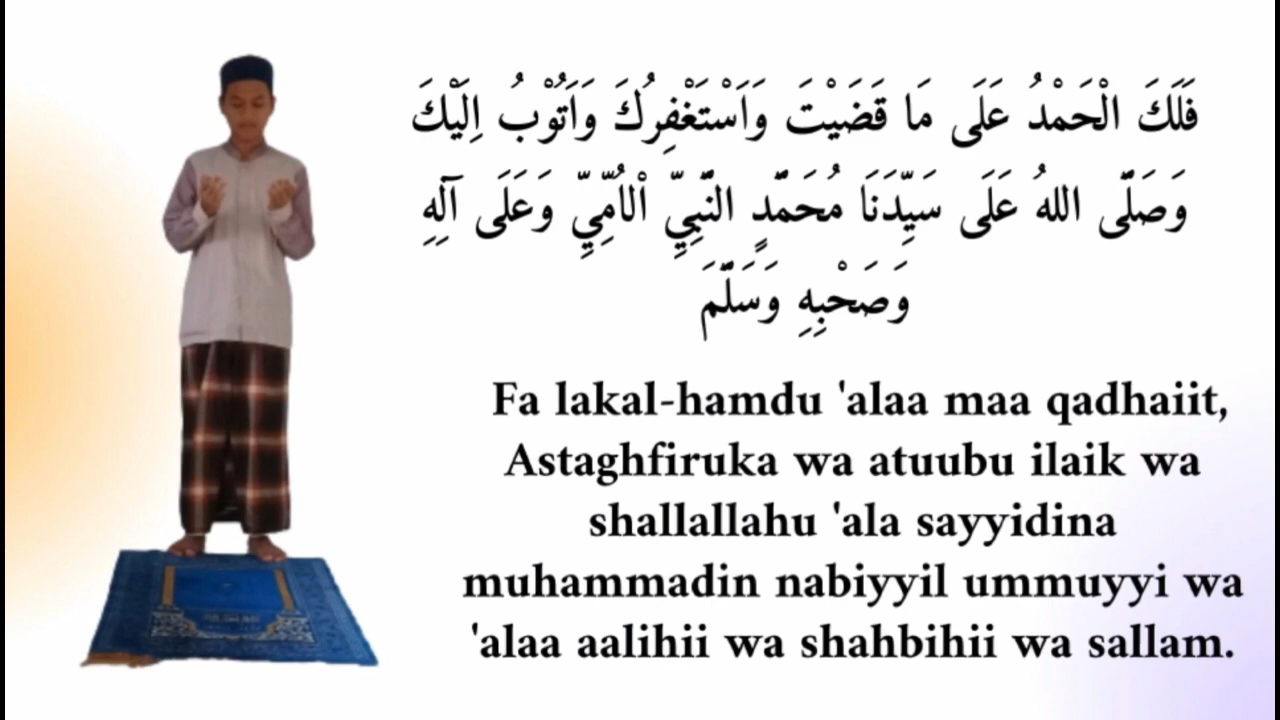 فَلَكَ الْحَمْدُ عَلَى مَا قَضَيْتَ وَاَسْتَغْفِرُكَ وَاَتُوْبُ اِلَيْكَ
وَصَلَّى اللهُ عَلَى سَيِّدَنَا مُحَمَّدٍ النَّبِيِّ الْاُمِّيِّ وَعَلَى آلِهِ
وَصَحْبِهِ وَسَلَّمَ
Fa lakal-hamdu 'alaa maa qadhaiit,
Astaghfiruka wa atuubu ilaik wa
shallallahu 'ala sayyidina
muhammadin nabiyyil ummuyyi wa
'alaa aalihii wa shahbihii wa sallam.